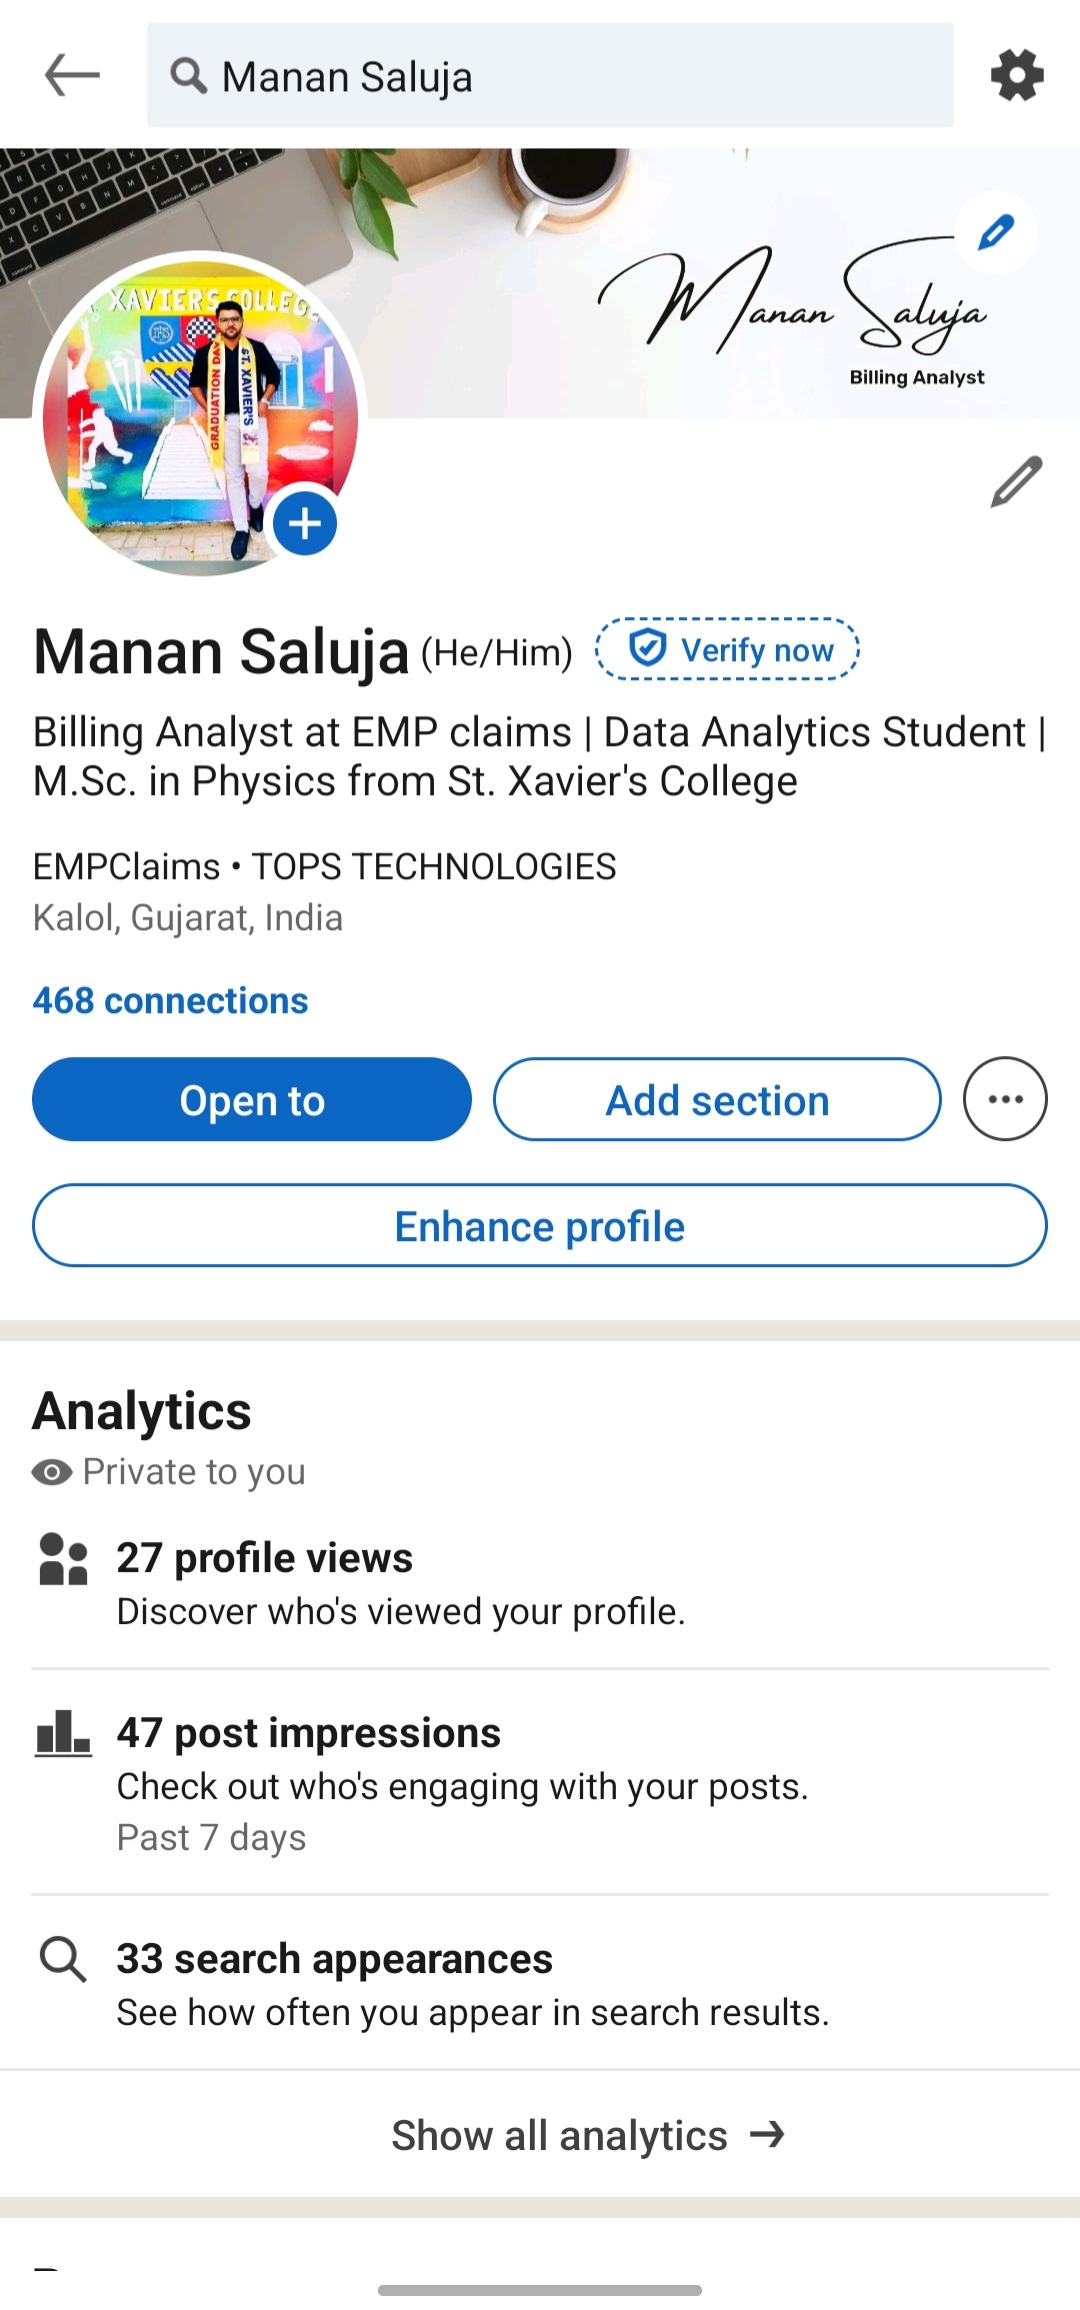 Manan Saluja
XAVIER'S COLLEG
GRADUATION DAY
ST. XAVIER'S
Manan Saluja
Billing Analyst
Manan Saluja (He/Him) Verify now
Billing Analyst at EMP claims | Data Analytics Student |
M.Sc. in Physics from St. Xavier's College
EMPClaims • TOPS TECHNOLOGIES
Kalol, Gujarat, India
468 connections
Open to
Add section
Enhance profile
Analytics
Private to you
27 profile views
Discover who's viewed your profile.
47 post impressions
Check out who's engaging with your posts.
Past 7 days
33 search appearances
See how often you appear in search results.
Show all analytics →